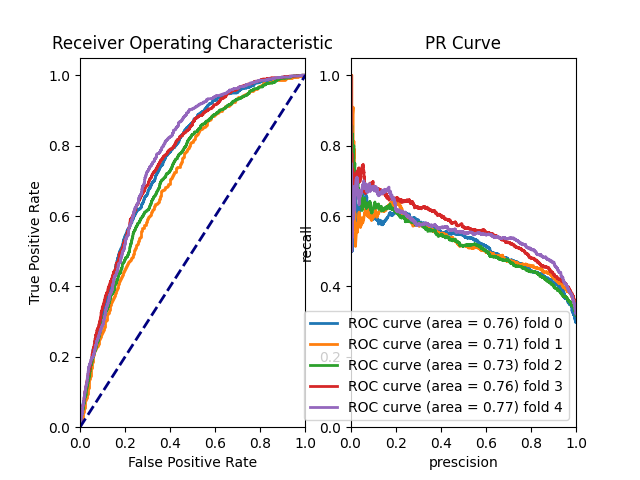 Receiver Operating Characteristic
PR Curve
True Positive Rate
1.0
0.8
0.6
0.4
0.2
0.0
0.0 0.2 0.4 0.6 0.8 1.0
False Positive Rate
recall
1.0
0.8
0.6
0.4
0.2
0.0
0.0 0.2 0.4 0.6 0.8 1.0
prescision
ROC curve (area = 0.76) fold 0
ROC curve (area = 0.71) fold 1
ROC curve (area = 0.73) fold 2
ROC curve (area = 0.76) fold 3
ROC curve (area = 0.77) fold 4